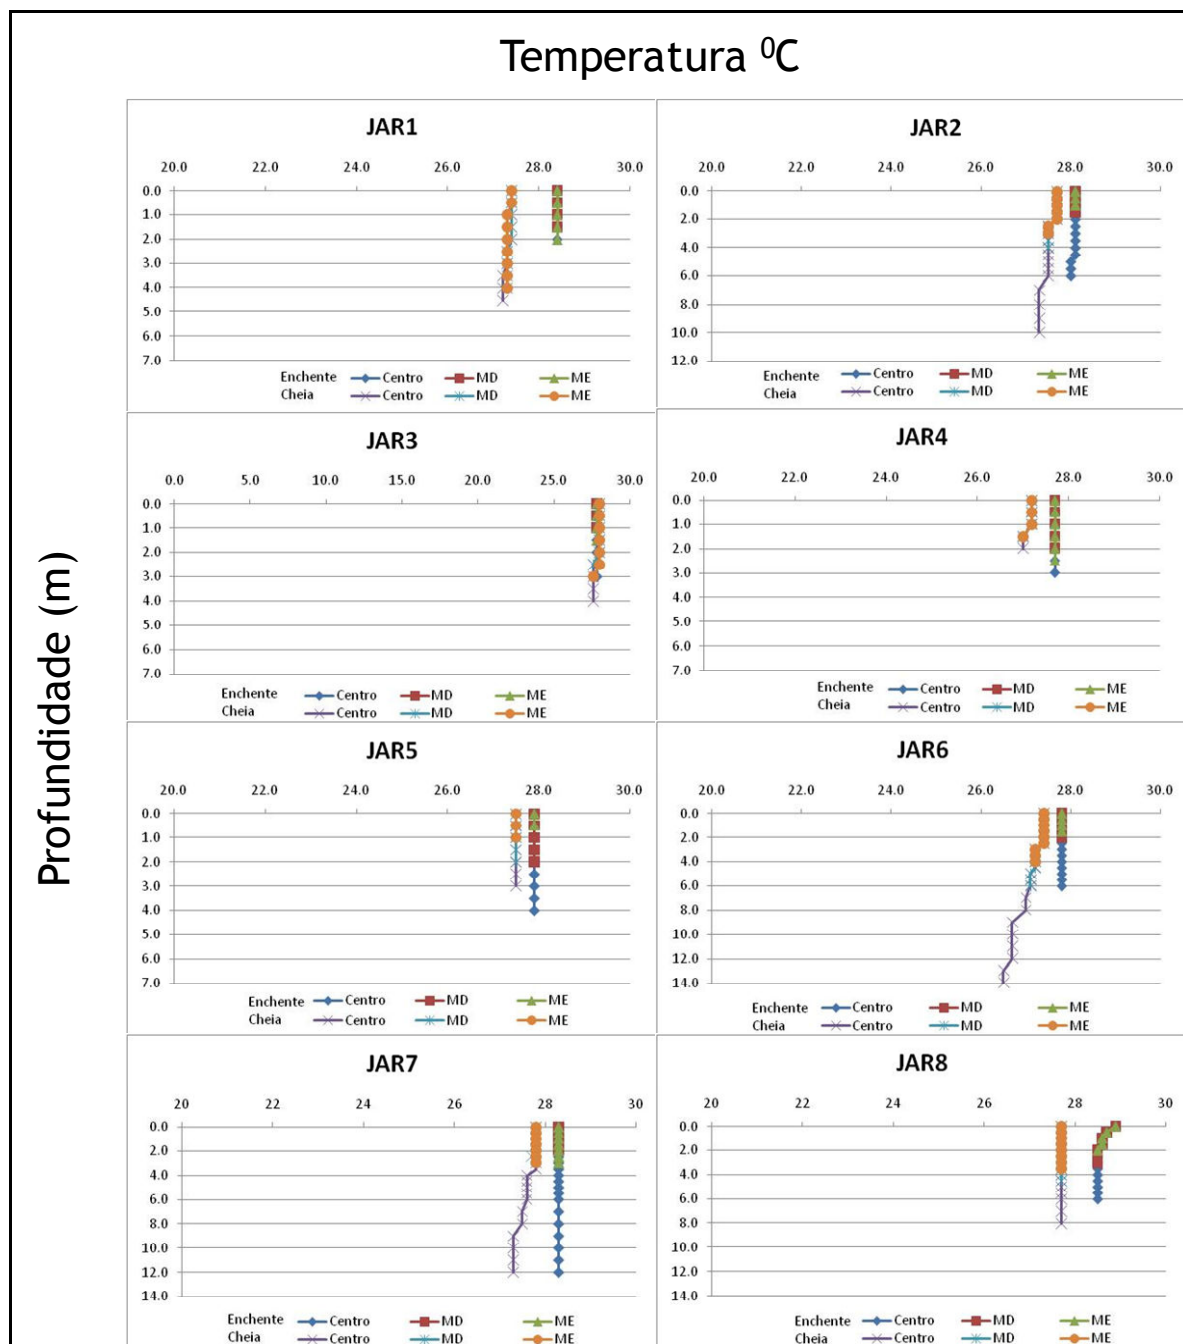 Temperatura ⁰C
Profundidade (m)
JAR1
20.0 22.0 24.0 26.0 28.0 30.0
0.0
1.0
2.0
3.0
4.0
5.0
6.0
7.0
Enchente Centro MD ME
Cheia Centro MD ME
JAR2
20.0 22.0 24.0 26.0 28.0 30.0
0.0
2.0
4.0
6.0
8.0
10.0
12.0
Enchente Centro MD ME
Cheia Centro MD ME
JAR3
0.0 5.0 10.0 15.0 20.0 25.0 30.0
0.0
1.0
2.0
3.0
4.0
5.0
6.0
7.0
Enchente Centro MD ME
Cheia Centro MD ME
JAR4
20.0 22.0 24.0 26.0 28.0 30.0
0.0
1.0
2.0
3.0
4.0
5.0
6.0
7.0
Enchente Centro MD ME
Cheia Centro MD ME
JAR5
20.0 22.0 24.0 26.0 28.0 30.0
0.0
1.0
2.0
3.0
4.0
5.0
6.0
7.0
Enchente Centro MD ME
Cheia Centro MD ME
JAR6
20.0 22.0 24.0 26.0 28.0 30.0
0.0
2.0
4.0
6.0
8.0
10.0
12.0
14.0
Enchente Centro MD ME
Cheia Centro MD ME
JAR7
20 22 24 26 28 30
0.0
2.0
4.0
6.0
8.0
10.0
12.0
14.0
Enchente Centro MD ME
Cheia Centro MD ME
JAR8
20 22 24 26 28 30
0.0
2.0
4.0
6.0
8.0
10.0
12.0
14.0
Enchente Centro MD ME
Cheia Centro MD ME